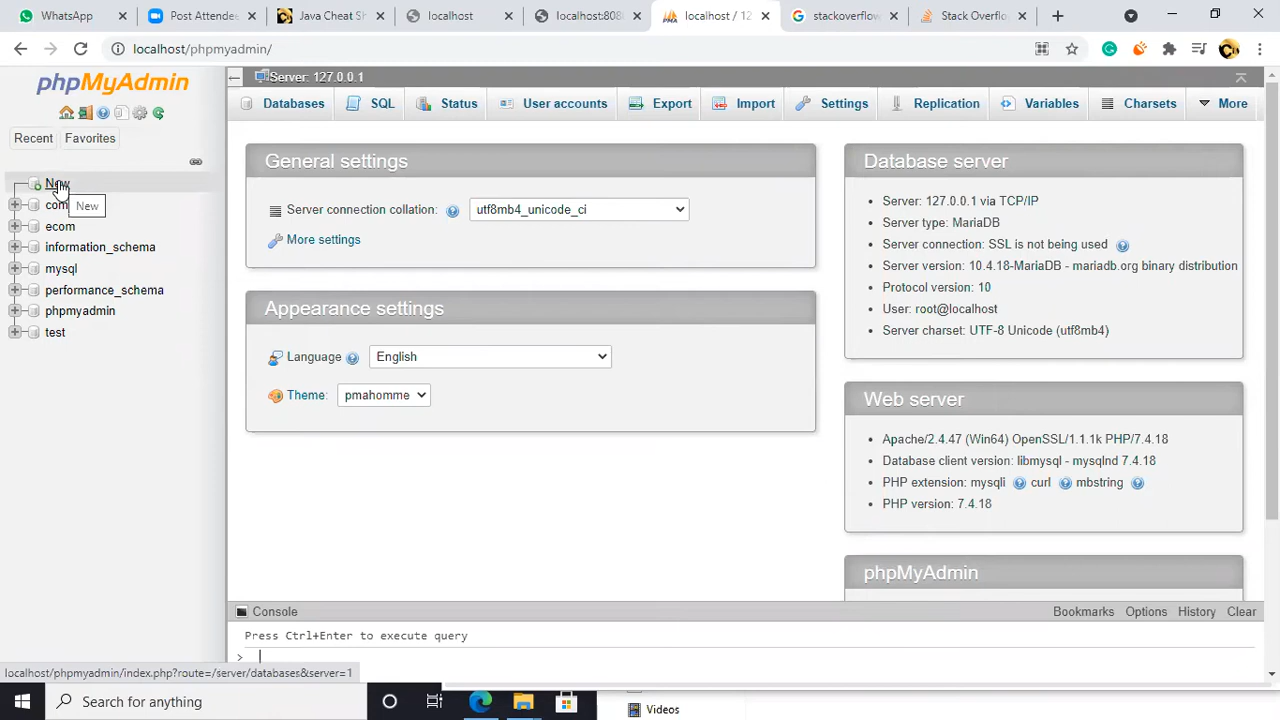 WhatsApp
Post Attende
Java Cheat Sh
localhost
localhost:808
localhost / 12
stackoverflow
Stack Overflo
localhost/phpmyadmin/
phpMyAdmin
Recent
Favorites
New
New
com
ecom
information_schema
mysql
performance_schema
phpmyadmin
test
Server: 127.0.0.1
Databases
SQL
Status
User accounts
Export
Import
Settings
Replication
Variables
Charsets
More
General settings
Server connection collation:
utf8mb4_unicode_ci
More settings
Appearance settings
Language
English
Theme:
pmahomme
Database server
Server: 127.0.0.1 via TCP/IP
Server type: MariaDB
Server connection: SSL is not being used
Server version: 10.4.18-MariaDB - mariadb.org binary distribution
Protocol version: 10
User: root@localhost
Server charset: UTF-8 Unicode (utf8mb4)
Web server
Apache/2.4.47 (Win64) OpenSSL/1.1.1k PHP/7.4.18
Database client version: libmysql - mysqlnd 7.4.18
PHP extension: mysqli curl mbstring
PHP version: 7.4.18
phpMyAdmin
Console
Bookmarks
Options
History
Clear
Press Ctrl+Enter to execute query
>
localhost/phpmyadmin/index.php?route=/server/databases&server=1
Search for anything
Videos